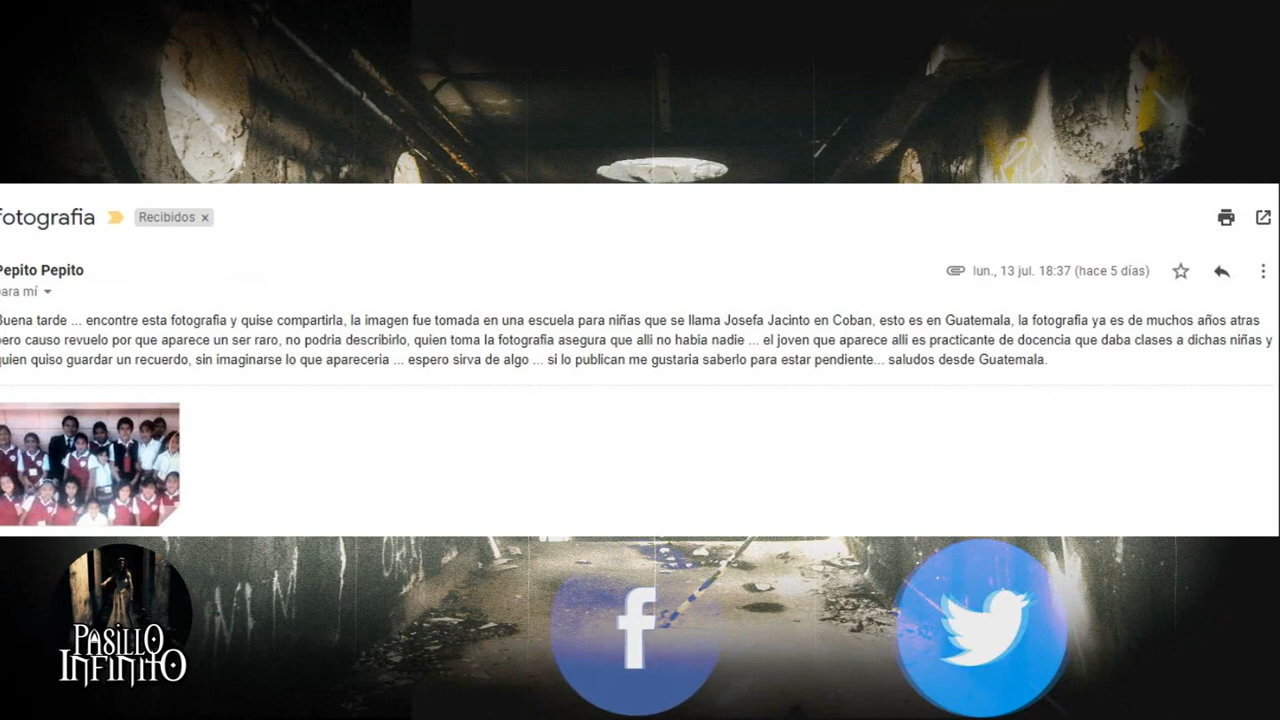 fotografia
Recibidos x
Pepito Pepito
lun., 13 jul. 18:37 (hace 5 días)
para mí
Buena tarde ... encontre esta fotografia y quise compartirla, la imagen fue tomada en una escuela para niñas que se llama Josefa Jacinto en Coban, esto es en Guatemala, la fotografia ya es de muchos años atras
pero causo revuelo por que aparece un ser raro, no podria describirlo, quien toma la fotografia asegura que alli no habia nadie ... el joven que aparece alli es practicante de docencia que daba clases a dichas niñas y
quien quiso guardar un recuerdo, sin imaginarse lo que apareceria ... espero sirva de algo ... si lo publican me gustaria saberlo para estar pendiente... saludos desde Guatemala.
PASILLO
INFINITO
f